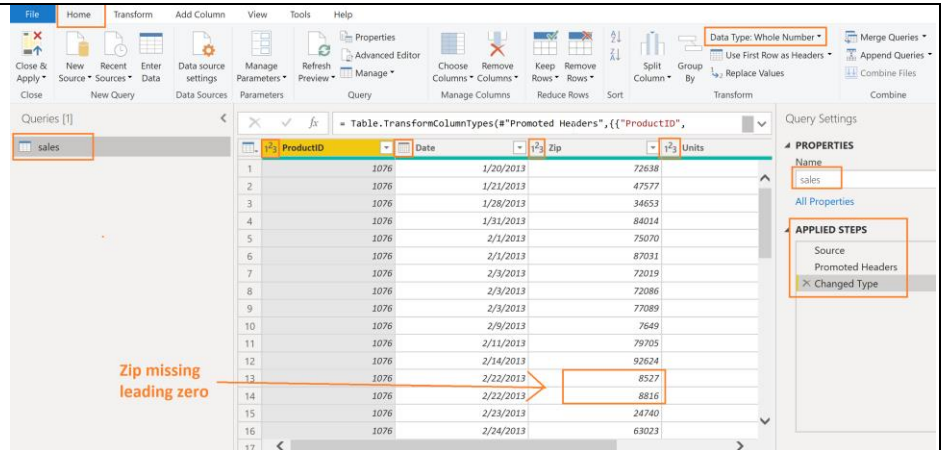 File Home Transform Add Column View Tools Help
Close & Apply
New Source
Recent Sources
Enter Data
Data source settings
Manage Parameters
Refresh Preview
Properties
Advanced Editor
Manage
Choose Columns
Remove Columns
Keep Rows
Remove Rows
Split Column
Group By
Data Type: Whole Number
Use First Row as Headers
Replace Values
Merge Queries
Append Queries
Combine Files
Close New Query Data Sources Parameters Query Manage Columns Reduce Rows Sort Transform Combine
Queries [1]
sales
fx = Table.TransformColumnTypes(#"Promoted Headers",{{"ProductID",
ProductID Date Zip Units
1 1076 1/20/2013 72638
2 1076 1/21/2013 47577
3 1076 1/28/2013 34653
4 1076 1/31/2013 84014
5 1076 2/1/2013 75070
6 1076 2/1/2013 87031
7 1076 2/3/2013 72019
8 1076 2/3/2013 72086
9 1076 2/3/2013 77089
10 1076 2/9/2013 7649
11 1076 2/11/2013 79705
12 1076 2/14/2013 92624
13 1076 2/22/2013 8527
14 1076 2/22/2013 8816
15 1076 2/23/2013 24740
16 1076 2/24/2013 63023
17
Zip missing
leading zero
Query Settings
PROPERTIES
Name
sales
All Properties
APPLIED STEPS
Source
Promoted Headers
Changed Type